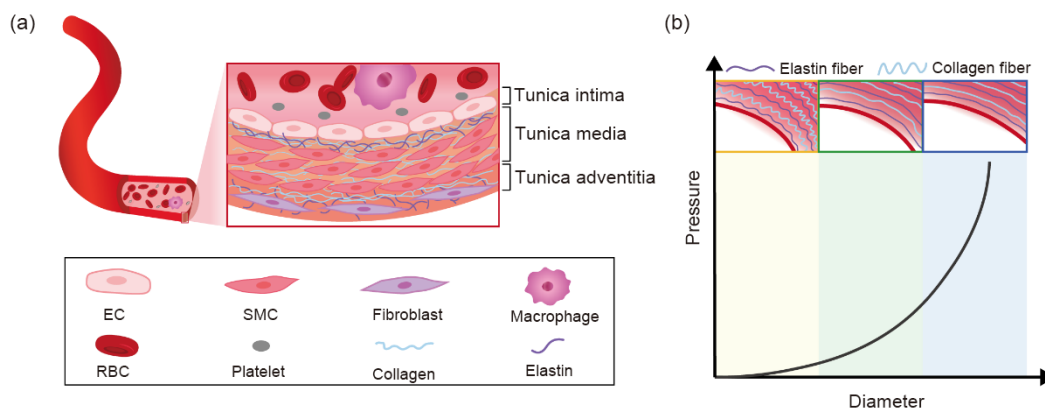 (a)
Tunica intima
Tunica media
Tunica adventitia
EC
SMC
Fibroblast
Macrophage
RBC
Platelet
Collagen
Elastin
(b)
Elastin fiber
Collagen fiber
Pressure
Diameter